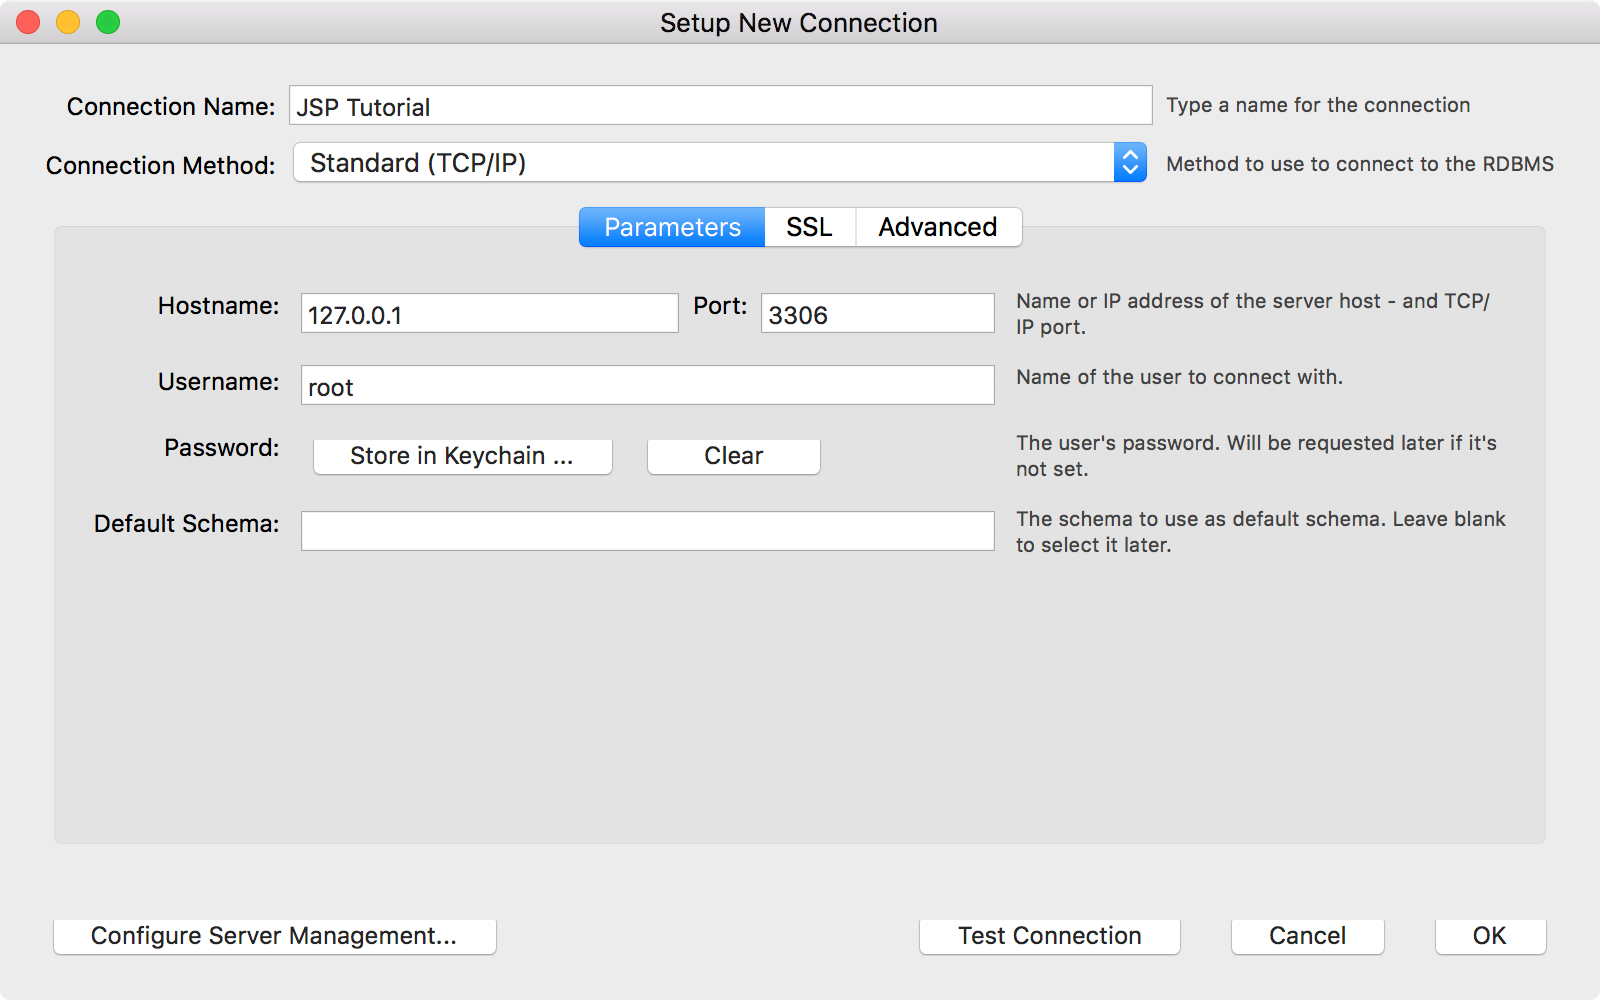 Setup New Connection
Connection Name: JSP Tutorial Type a name for the connection
Connection Method: Standard (TCP/IP) Method to use to connect to the RDBMS
Parameters SSL Advanced
Hostname: 127.0.0.1 Port: 3306 Name or IP address of the server host - and TCP/
IP port.
Username: root Name of the user to connect with.
Password: Store in Keychain ... Clear The user's password. Will be requested later if it's
not set.
Default Schema: The schema to use as default schema. Leave blank
to select it later.
Configure Server Management... Test Connection Cancel OK